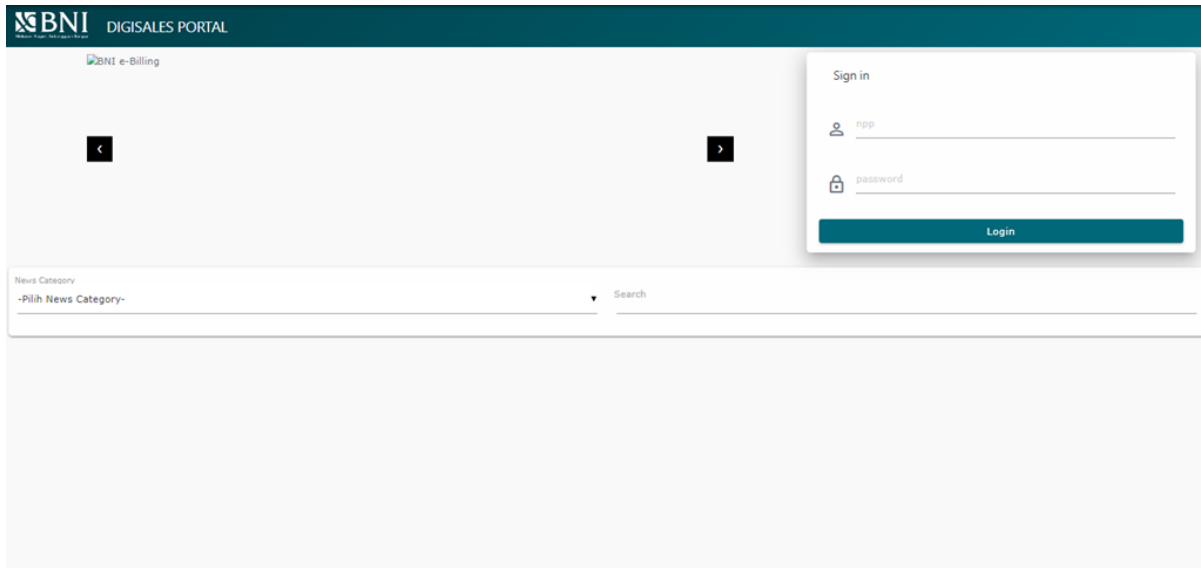 BNI DIGISALES PORTAL
BNI e-Billing
Sign in
npp
password
Login
News Category
-Pilih News Category-
Search